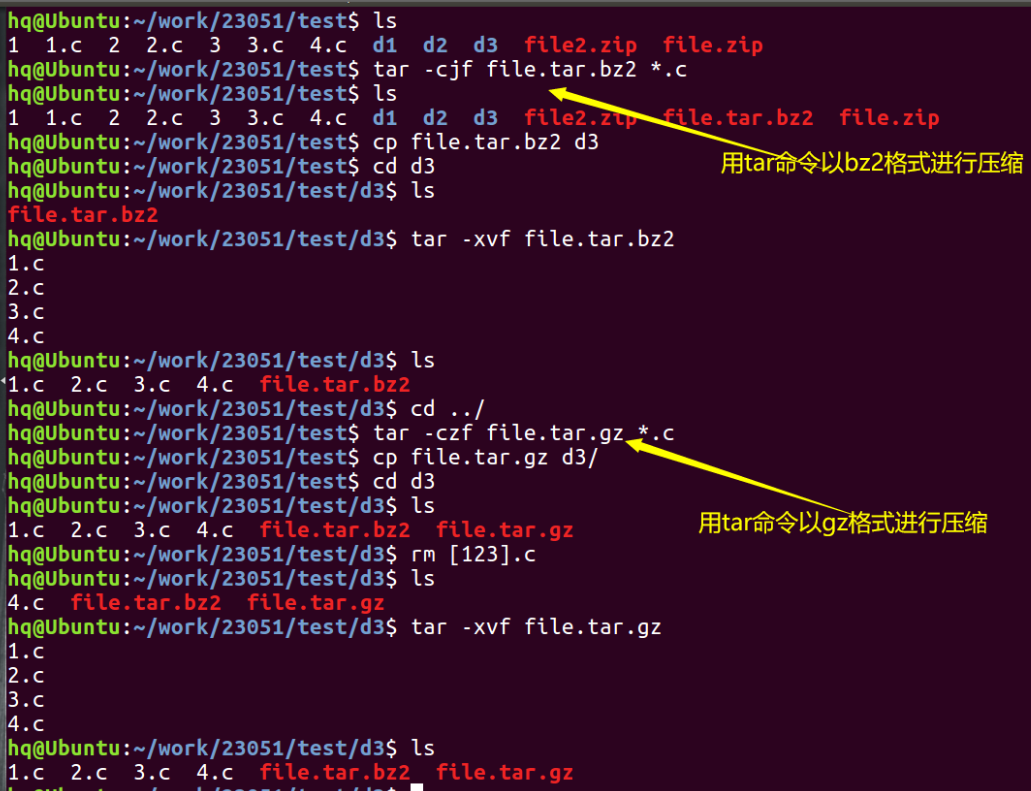 hq@Ubuntu:~/work/23051/test$ ls
1  1.c  2  2.c  3  3.c  4.c  d1  d2  d3  file2.zip  file.zip
hq@Ubuntu:~/work/23051/test$ tar -cjf file.tar.bz2 *.c
hq@Ubuntu:~/work/23051/test$ ls
1  1.c  2  2.c  3  3.c  4.c  d1  d2  d3  file2.zip  file.tar.bz2  file.zip
hq@Ubuntu:~/work/23051/test$ cp file.tar.bz2 d3
用tar命令以bz2格式进行压缩
hq@Ubuntu:~/work/23051/test$ cd d3
hq@Ubuntu:~/work/23051/test/d3$ ls
file.tar.bz2
hq@Ubuntu:~/work/23051/test/d3$ tar -xvf file.tar.bz2
1.c
2.c
3.c
4.c
hq@Ubuntu:~/work/23051/test/d3$ ls
1.c  2.c  3.c  4.c  file.tar.bz2
hq@Ubuntu:~/work/23051/test/d3$ cd ../
hq@Ubuntu:~/work/23051/test$ tar -czf file.tar.gz *.c
hq@Ubuntu:~/work/23051/test$ cp file.tar.gz d3/
hq@Ubuntu:~/work/23051/test$ cd d3
hq@Ubuntu:~/work/23051/test/d3$ ls
1.c  2.c  3.c  4.c  file.tar.bz2  file.tar.gz
用tar命令以gz格式进行压缩
hq@Ubuntu:~/work/23051/test/d3$ rm [123].c
hq@Ubuntu:~/work/23051/test/d3$ ls
4.c  file.tar.bz2  file.tar.gz
hq@Ubuntu:~/work/23051/test/d3$ tar -xvf file.tar.gz
1.c
2.c
3.c
4.c
hq@Ubuntu:~/work/23051/test/d3$ ls
1.c  2.c  3.c  4.c  file.tar.bz2  file.tar.gz